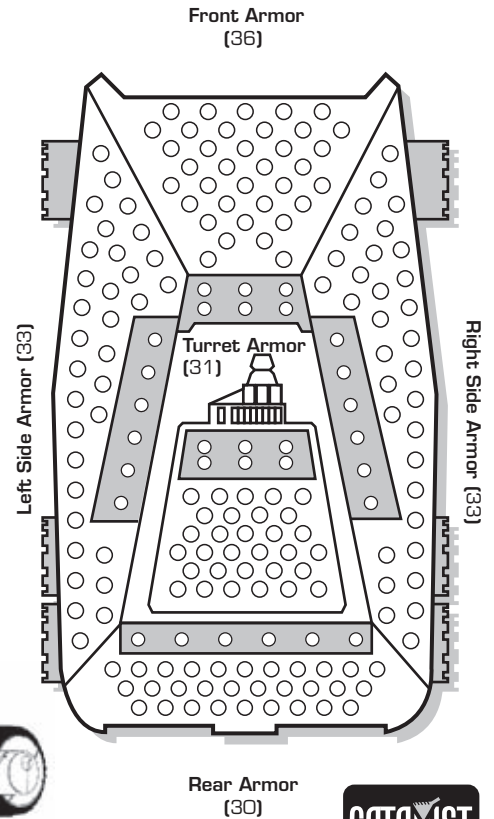 Front Armor
(36)
Turret Armor
(31)
Left Side Armor (33)
Right Side Armor (33)
Rear Armor
(30)